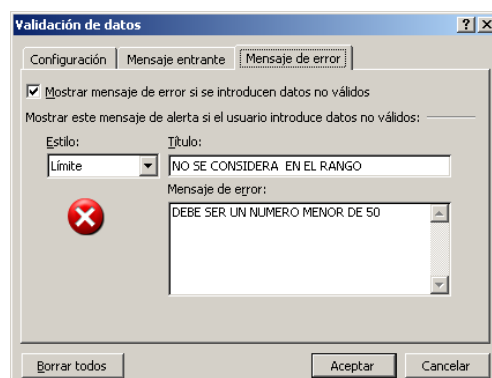 Validación de datos
Configuración Mensaje entrante Mensaje de error
Mostrar mensaje de error si se introducen datos no válidos
Mostrar este mensaje de alerta si el usuario introduce datos no válidos:
Estilo: Título:
Límite NO SE CONSIDERA EN EL RANGO
Mensaje de error:
DEBE SER UN NUMERO MENOR DE 50
Borrar todos Aceptar Cancelar